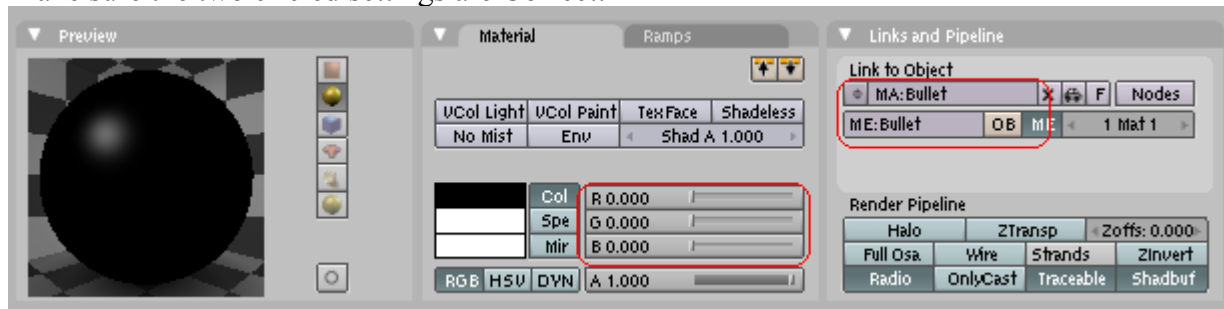 Preview
Material Ramps
VCol Light VCol Paint TexFace Shadeless
No Mist Env Shad A 1.000
Col R 0.000
Spe G 0.000
Mir B 0.000
RGB HSV DYN A 1.000
Links and Pipeline
Link to Object
MA:Bullet X F Nodes
ME:Bullet OB ME 1 Mat 1
Render Pipeline
Halo ZTransp Zoffs: 0.000
Full Osa Wire Strands ZInvert
Radio OnlyCast Traceable Shadbuf